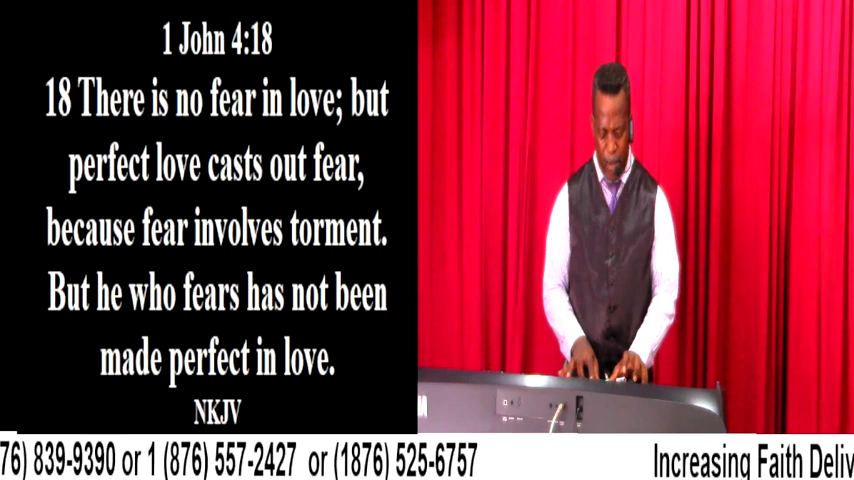 1 John 4:18
18 There is no fear in love; but
perfect love casts out fear,
because fear involves torment.
But he who fears has not been
made perfect in love.
NKJV
76) 839-9390 or 1 (876) 557-2427 or (1876) 525-6757 Increasing Faith Deliv